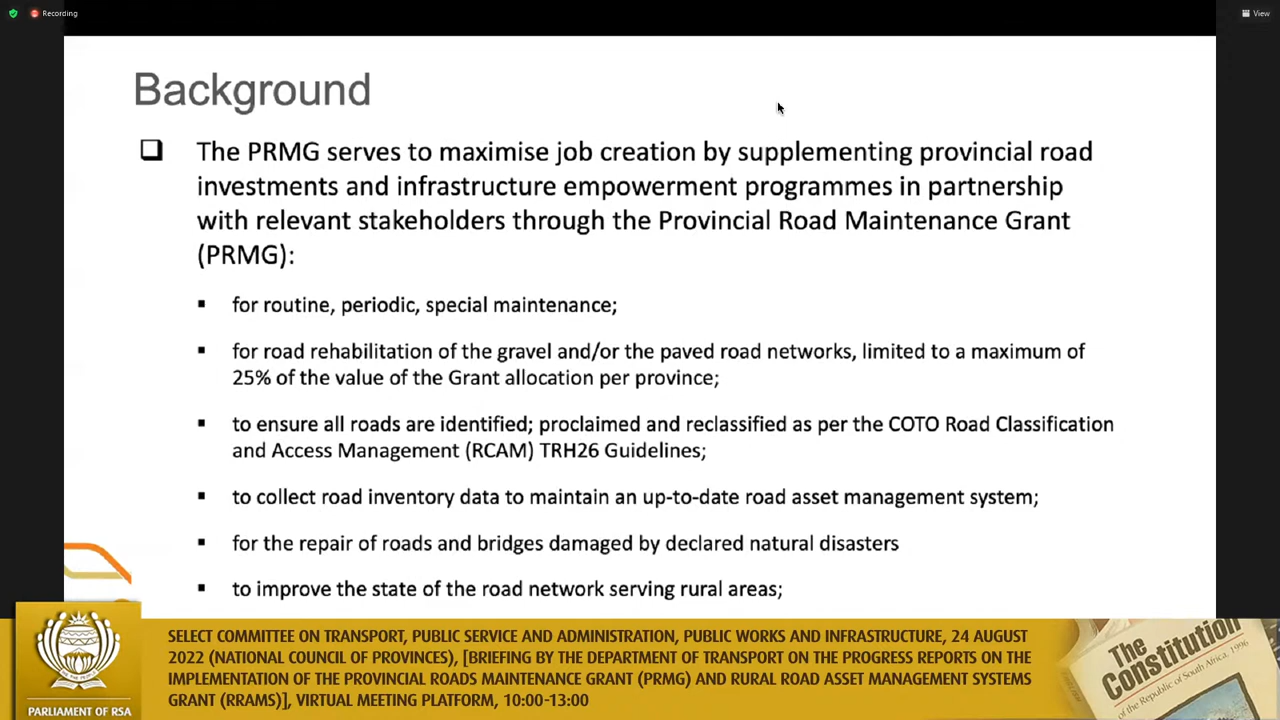 Recording
View
Background
The PRMG serves to maximise job creation by supplementing provincial road
investments and infrastructure empowerment programmes in partnership
with relevant stakeholders through the Provincial Road Maintenance Grant
(PRMG):
for routine, periodic, special maintenance;
for road rehabilitation of the gravel and/or the paved road networks, limited to a maximum of
25% of the value of the Grant allocation per province;
to ensure all roads are identified; proclaimed and reclassified as per the COTO Road Classification
and Access Management (RCAM) TRH26 Guidelines;
to collect road inventory data to maintain an up-to-date road asset management system;
for the repair of roads and bridges damaged by declared natural disasters
to improve the state of the road network serving rural areas;
SELECT COMMITTEE ON TRANSPORT, PUBLIC SERVICE AND ADMINISTRATION, PUBLIC WORKS AND INFRASTRUCTURE, 24 AUGUST
2022 (NATIONAL COUNCIL OF PROVINCES), [BRIEFING BY THE DEPARTMENT OF TRANSPORT ON THE PROGRESS REPORTS ON THE
IMPLEMENTATION OF THE PROVINCIAL ROADS MAINTENANCE GRANT (PRMG) AND RURAL ROAD ASSET MANAGEMENT SYSTEMS
GRANT (RRAMS)], VIRTUAL MEETING PLATFORM, 10:00-13:00
PARLIAMENT OF RSA
The
Constitution
of the Republic of South Africa, 1996